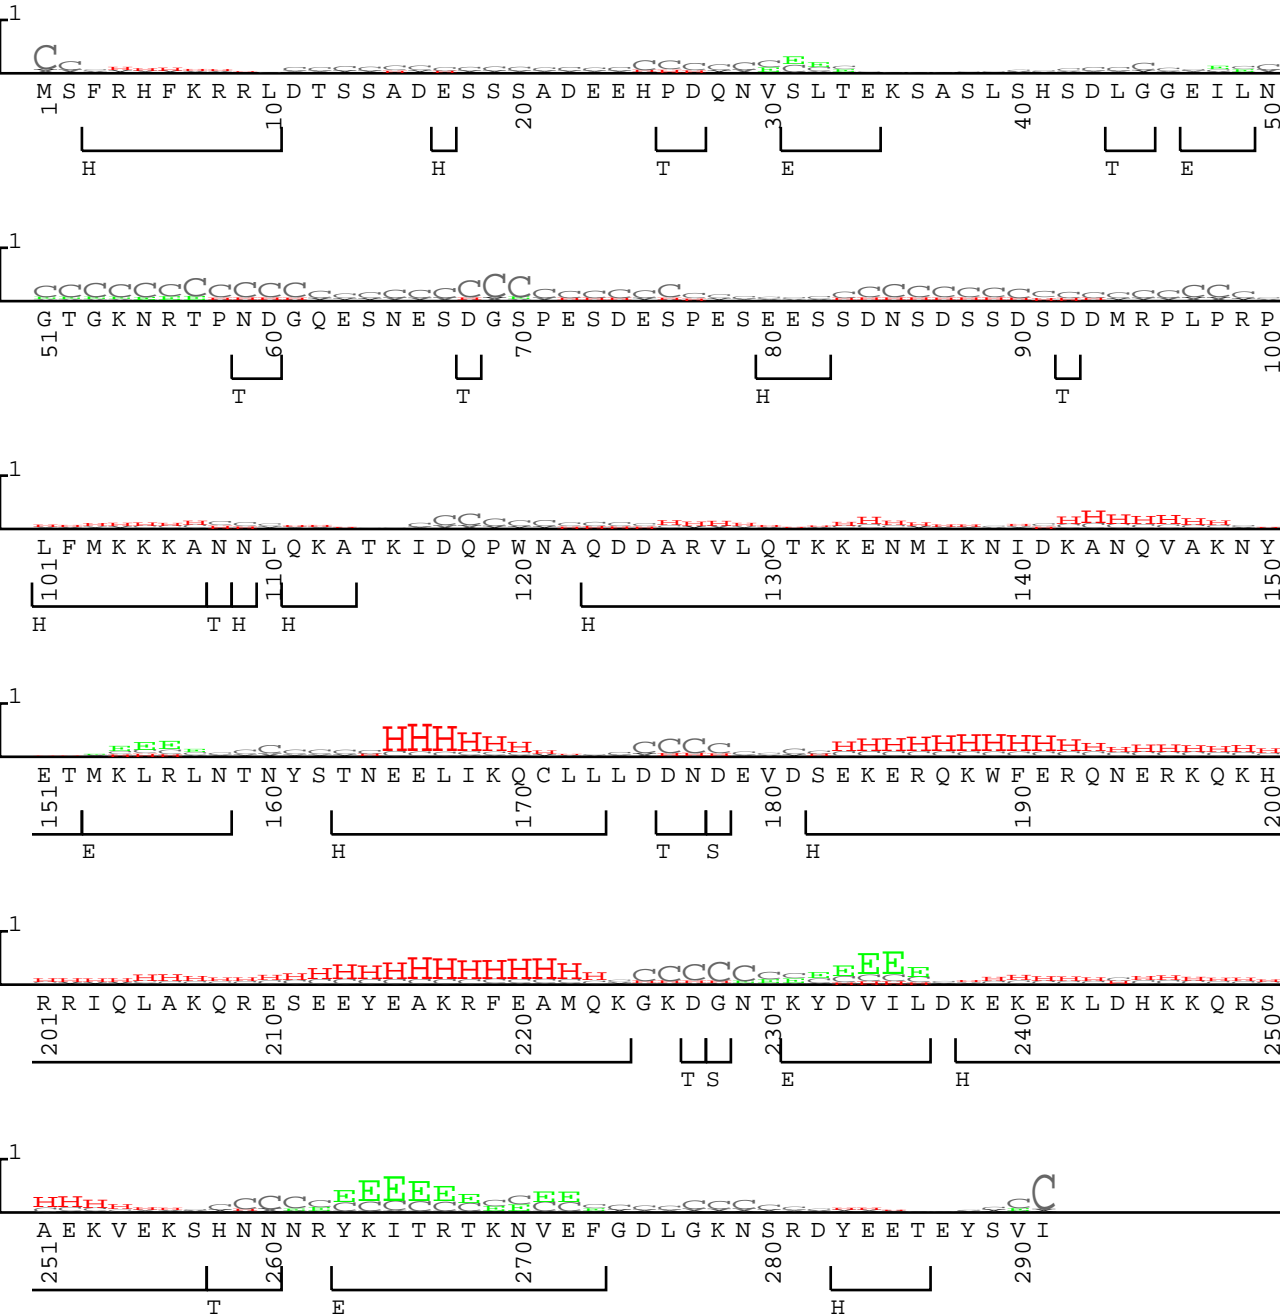 1
M S F R H F K R R L D T S S A D E S S S A D E E H P D Q N V S L T E K S A S L S H S D L G G E I L N
1 10 20 30 40 50
H H T E T E
1
G T G K N R T P N D G Q E S N E S D G S P E S D E S P E S E E S S D N S D S S D S D D M R P L P R P
51 60 70 80 90 100
T T H T
1
L F M K K K A N N L Q K A T K I D Q P W N A Q D D A R V L Q T K K E N M I K N I D K A N Q V A K N Y
101 110 120 130 140 150
H T H H H
1
E T M K L R L N T N Y S T N E E L I K Q C L L L D D N D E V D S E K E R Q K W F E R Q N E R K Q K H
151 160 170 180 190 200
E H T S H
1
R R I Q L A K Q R E S E E Y E A K R F E A M Q K G K D G N T K Y D V I L D K E K E K L D H K K Q R S
201 210 220 230 240 250
T S E H
1
A E K V E K S H N N N R Y K I T R T K N V E F G D L G K N S R D Y E E T E Y S V I
251 260 270 280 290
T E H